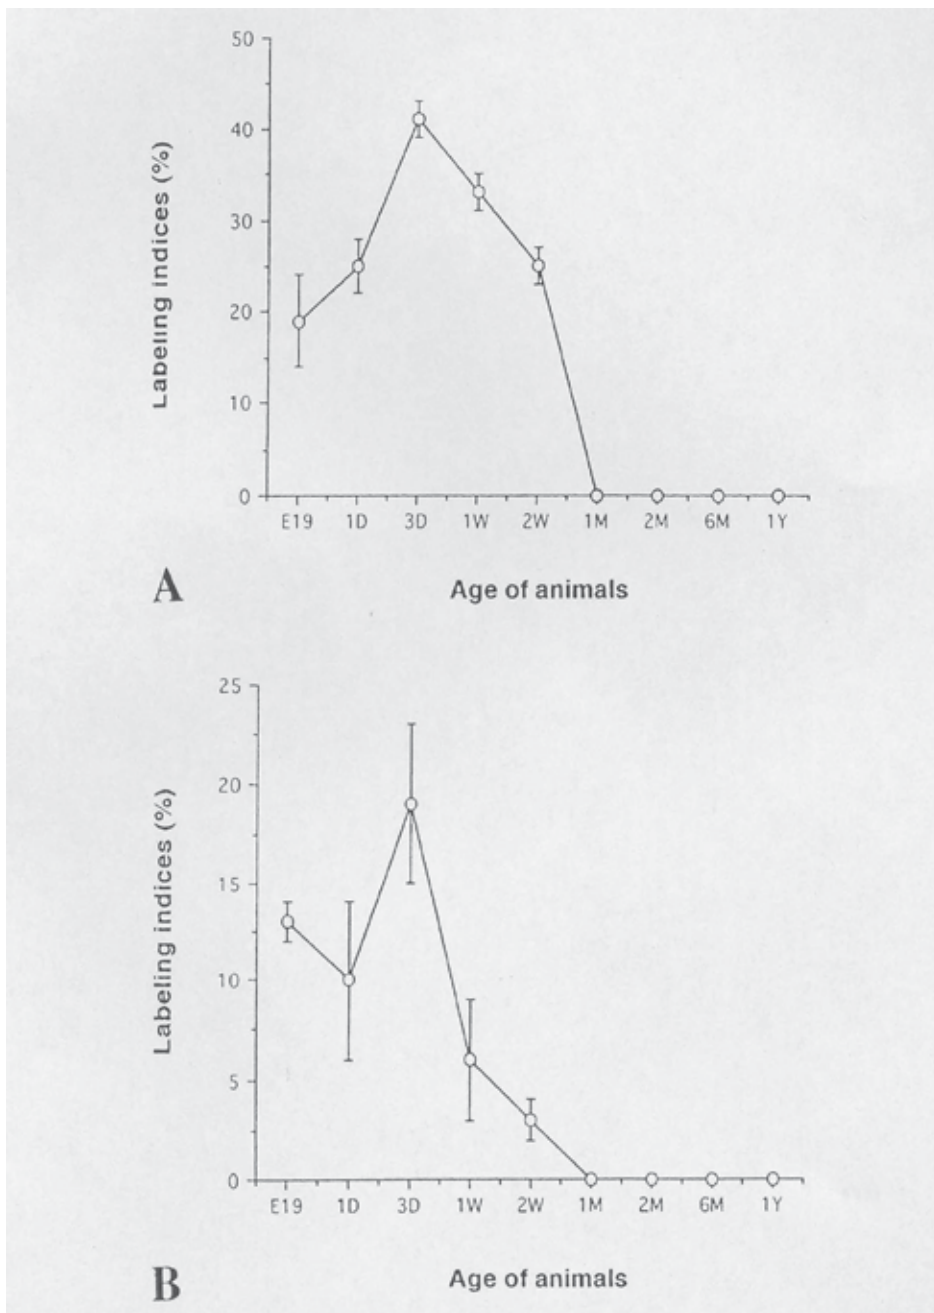 50
40
30
20
10
0
Labeling indices (%)
E19 1D 3D 1W 2W 1M 2M 6M 1Y
A
Age of animals
25
20
15
10
5
0
Labeling indices (%)
E19 1D 3D 1W 2W 1M 2M 6M 1Y
B
Age of animals